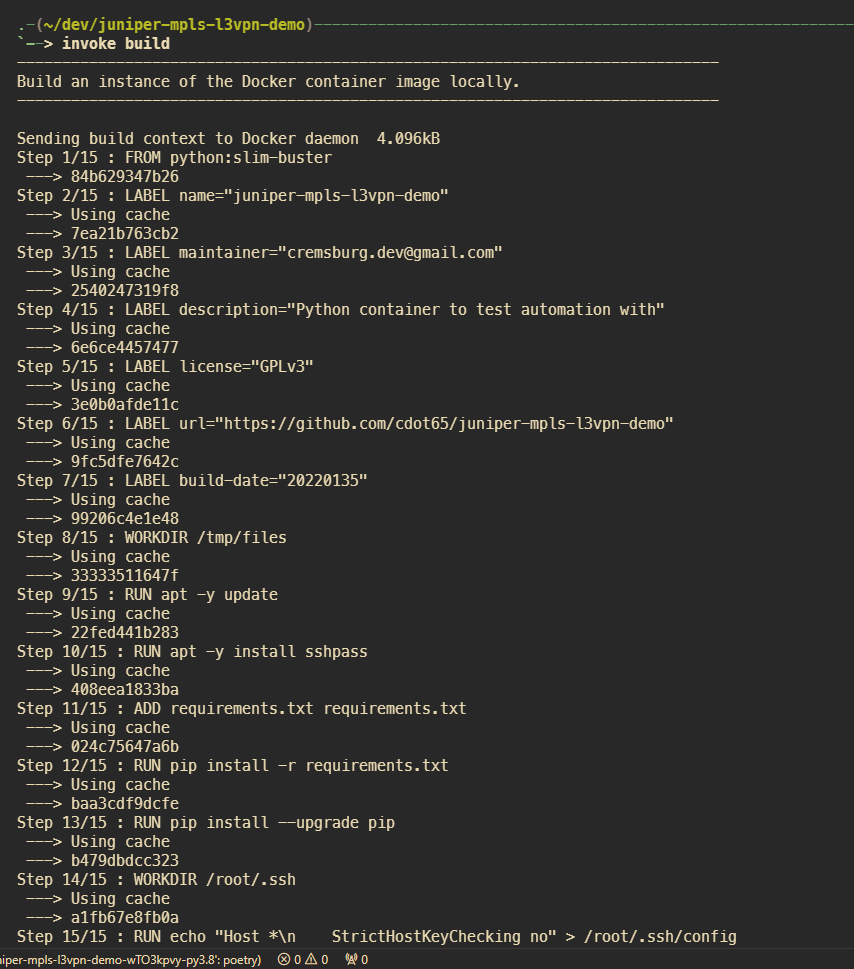 .-(~/dev/juniper-mpls-l3vpn-demo)------------------------------------------------------------
`--> invoke build
------------------------------------------------------------------------------
Build an instance of the Docker container image locally.
------------------------------------------------------------------------------
Sending build context to Docker daemon  4.096kB
Step 1/15 : FROM python:slim-buster
 ---> 84b629347b26
Step 2/15 : LABEL name="juniper-mpls-l3vpn-demo"
 ---> Using cache
 ---> 7ea21b763cb2
Step 3/15 : LABEL maintainer="cremsburg.dev@gmail.com"
 ---> Using cache
 ---> 2540247319f8
Step 4/15 : LABEL description="Python container to test automation with"
 ---> Using cache
 ---> 6e6ce4457477
Step 5/15 : LABEL license="GPLv3"
 ---> Using cache
 ---> 3e0b0afde11c
Step 6/15 : LABEL url="https://github.com/cdot65/juniper-mpls-l3vpn-demo"
 ---> Using cache
 ---> 9fc5dfe7642c
Step 7/15 : LABEL build-date="20220135"
 ---> Using cache
 ---> 99206c4e1e48
Step 8/15 : WORKDIR /tmp/files
 ---> Using cache
 ---> 33333511647f
Step 9/15 : RUN apt -y update
 ---> Using cache
 ---> 22fed441b283
Step 10/15 : RUN apt -y install sshpass
 ---> Using cache
 ---> 408eea1833ba
Step 11/15 : ADD requirements.txt requirements.txt
 ---> Using cache
 ---> 024c75647a6b
Step 12/15 : RUN pip install -r requirements.txt
 ---> Using cache
 ---> baa3cdf9dcfe
Step 13/15 : RUN pip install --upgrade pip
 ---> Using cache
 ---> b479dbdcc323
Step 14/15 : WORKDIR /root/.ssh
 ---> Using cache
 ---> a1fb67e8fb0a
Step 15/15 : RUN echo "Host *\n    StrictHostKeyChecking no" > /root/.ssh/config
niper-mpls-l3vpn-demo-wTO3kpvy-py3.8': poetry) 0 0 0